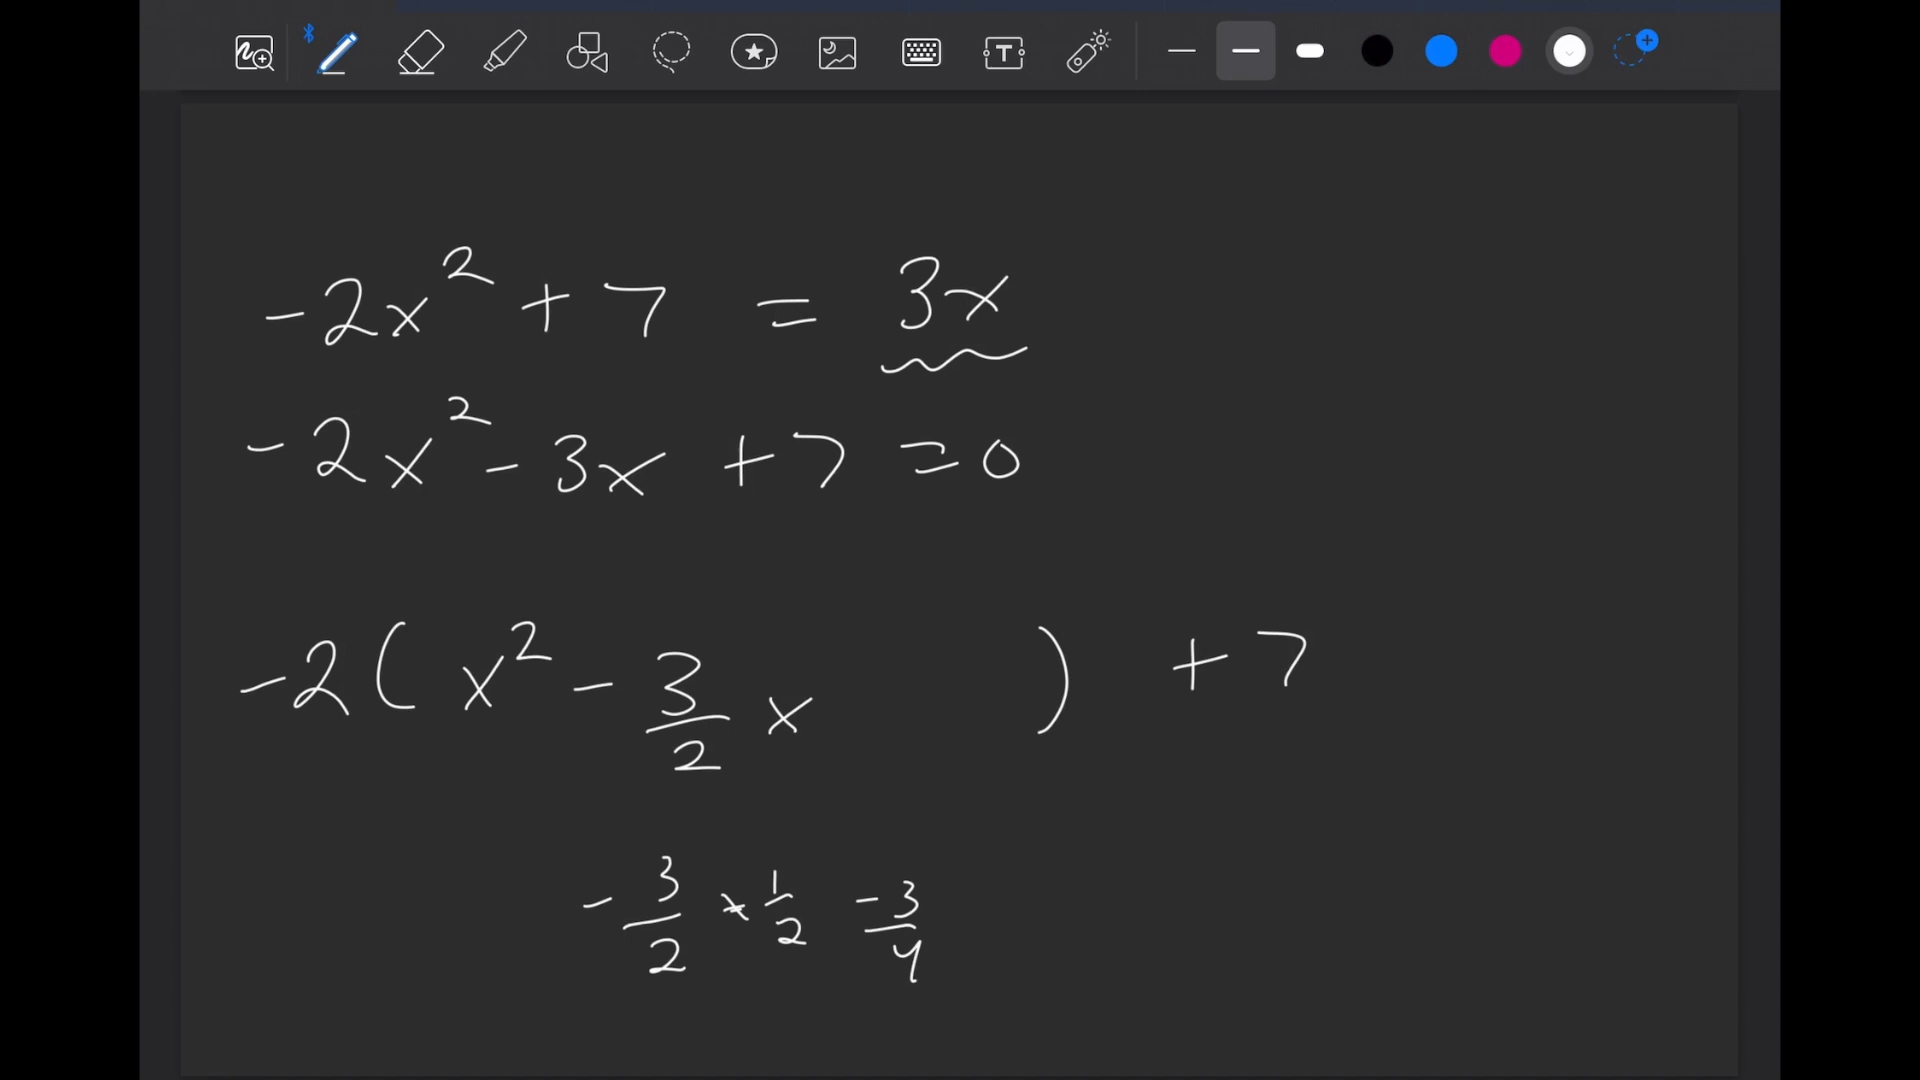 -2x² + 7 = 3x
-2x² - 3x + 7 = 0
-2( x² - 3/2 x ) + 7
- 3/2 × 1/2 -3/4